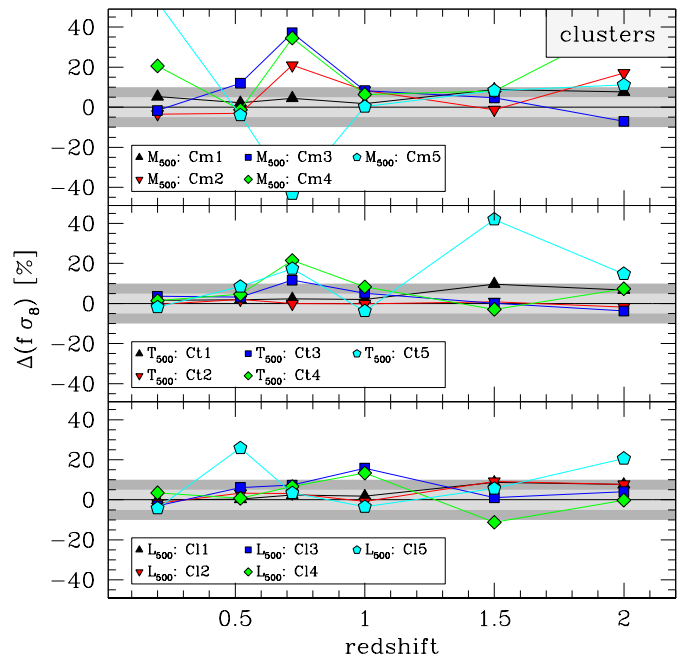 clusters
40
20
0
−20
−40
M500: Cm1 M500: Cm3 M500: Cm5
M500: Cm2 M500: Cm4
Δ(f σ8) [%]
40
20
0
−20
−40
T500: Ct1 T500: Ct3 T500: Ct5
T500: Ct2 T500: Ct4
40
20
0
−20
−40
L500: Cl1 L500: Cl3 L500: Cl5
L500: Cl2 L500: Cl4
0.5 1 1.5 2
redshift